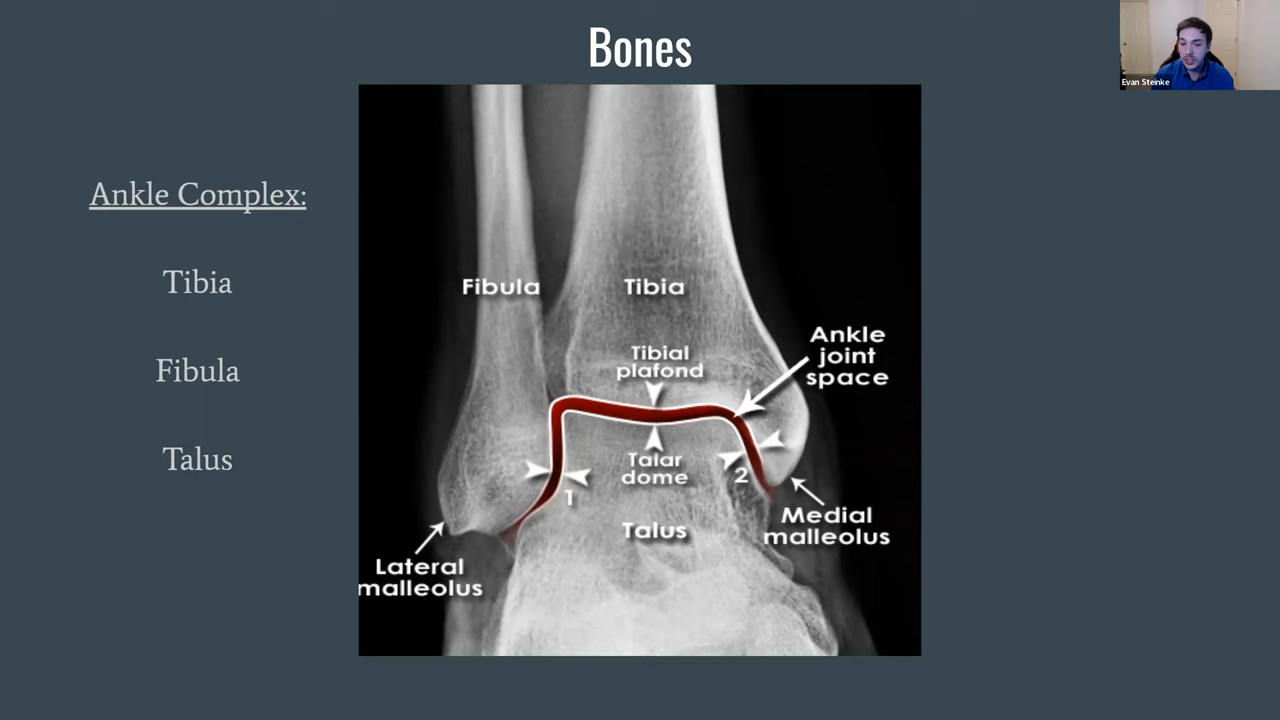 Bones
Evan Steinke
Ankle Complex:
Tibia
Fibula
Talus
Fibula
Tibia
Ankle
joint
space
Tibial
plafond
Talar
dome
1
2
Talus
Medial
malleolus
Lateral
malleolus